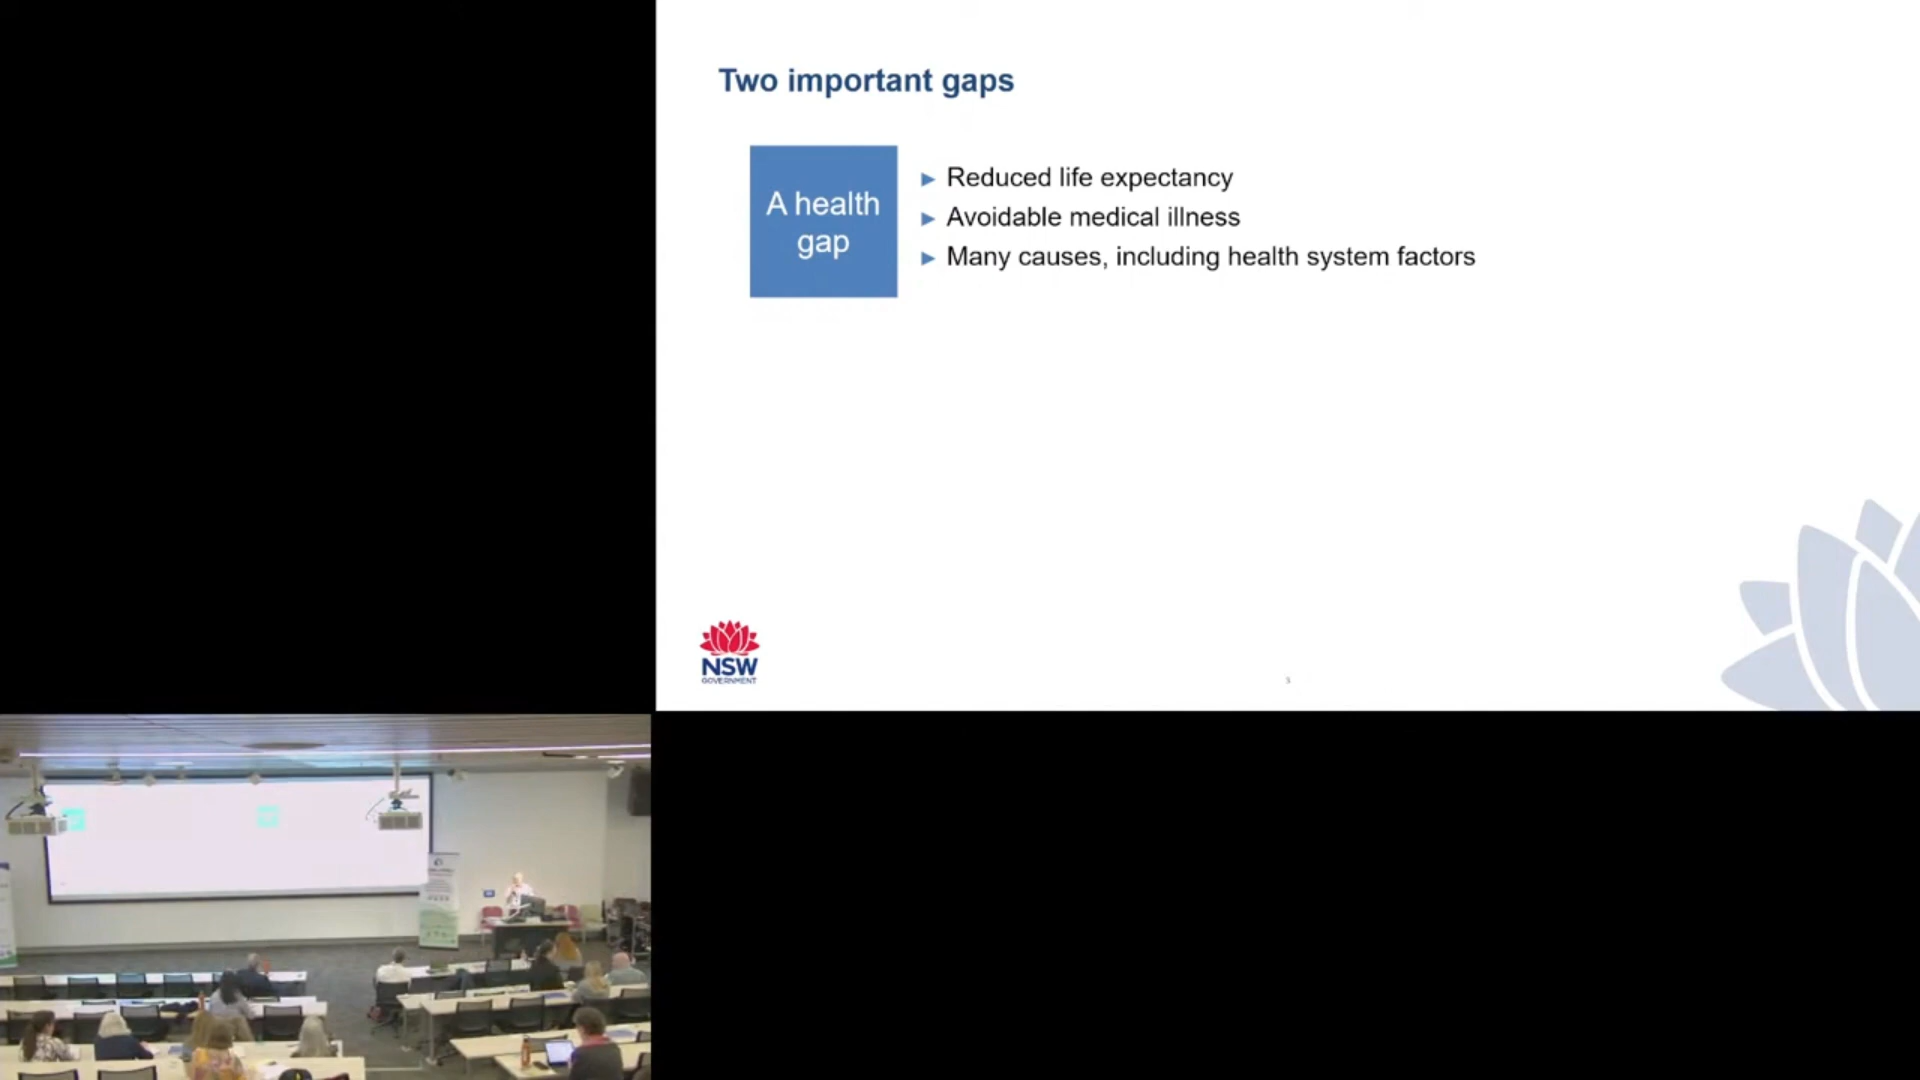 Two important gaps
A health
gap
Reduced life expectancy
Avoidable medical illness
Many causes, including health system factors
NSW
GOVERNMENT